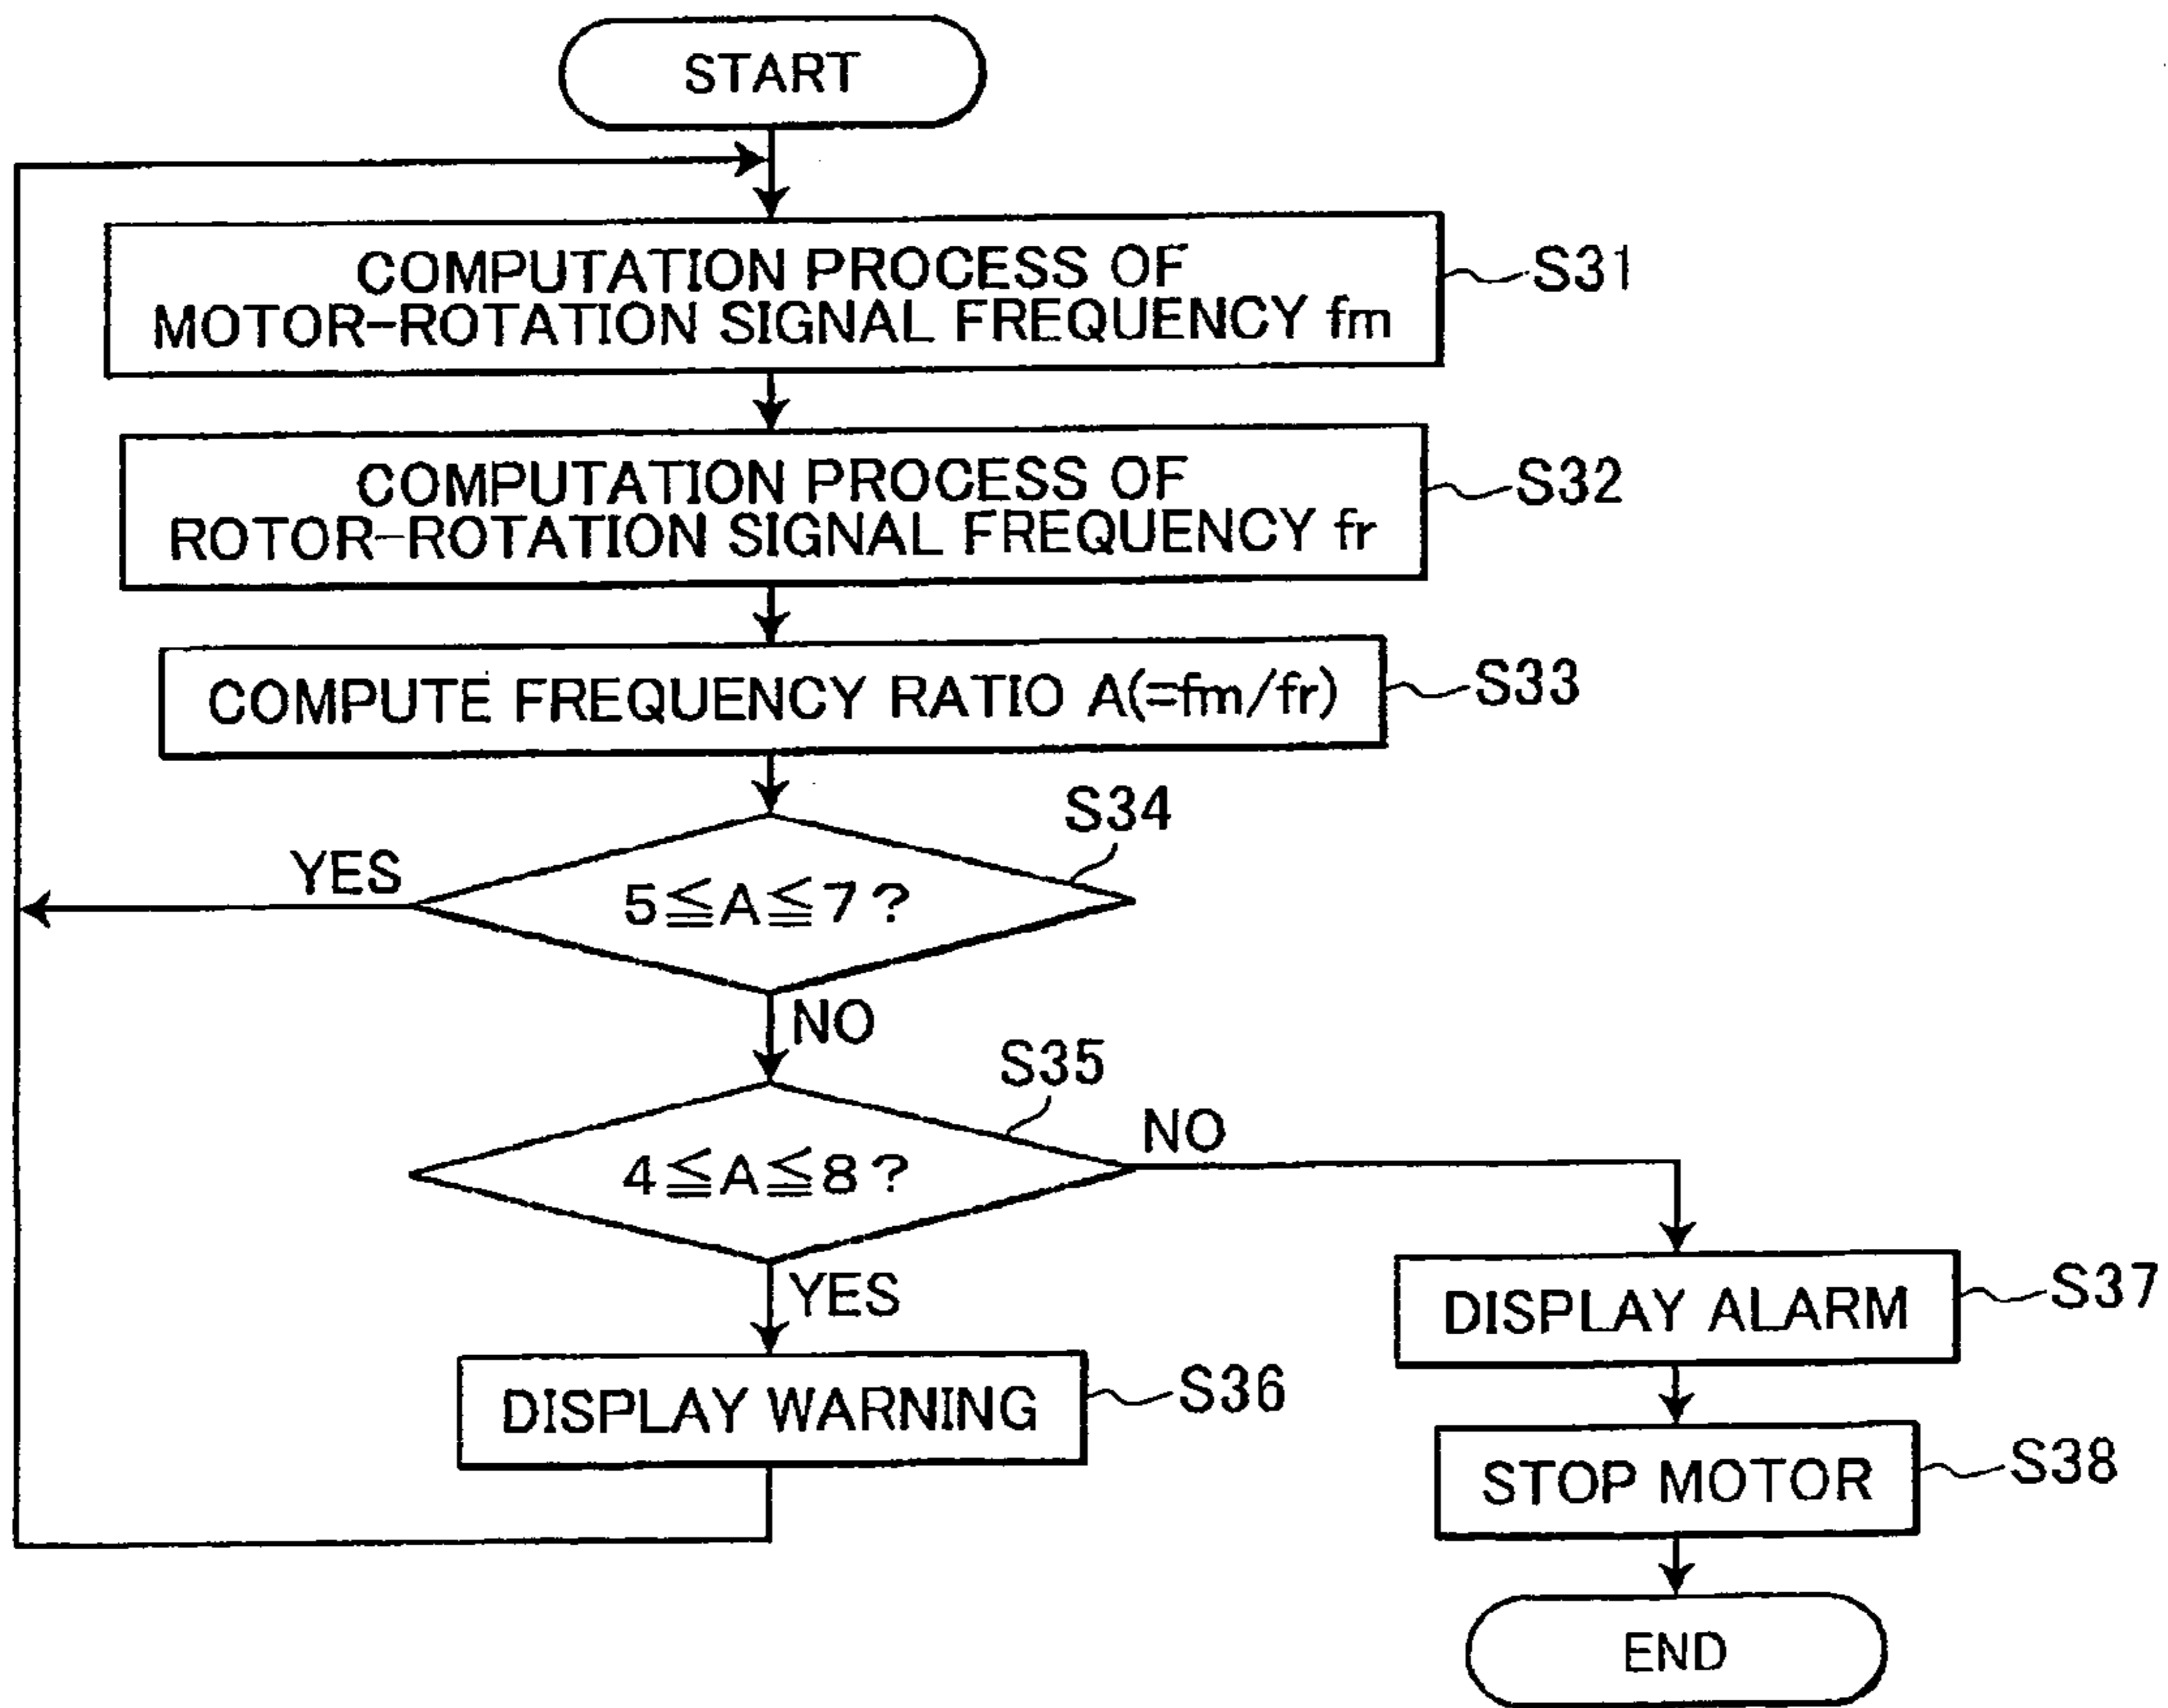 START
COMPUTATION PROCESS OF
MOTOR-ROTATION SIGNAL FREQUENCY fm
S31
COMPUTATION PROCESS OF
ROTOR-ROTATION SIGNAL FREQUENCY fr
S32
COMPUTE FREQUENCY RATIO A(=fm/fr)
S33
S34
YES
5≦A≦7?
NO
S35
NO
4≦A≦8?
YES
DISPLAY ALARM
S37
DISPLAY WARNING
S36
STOP MOTOR
S38
END